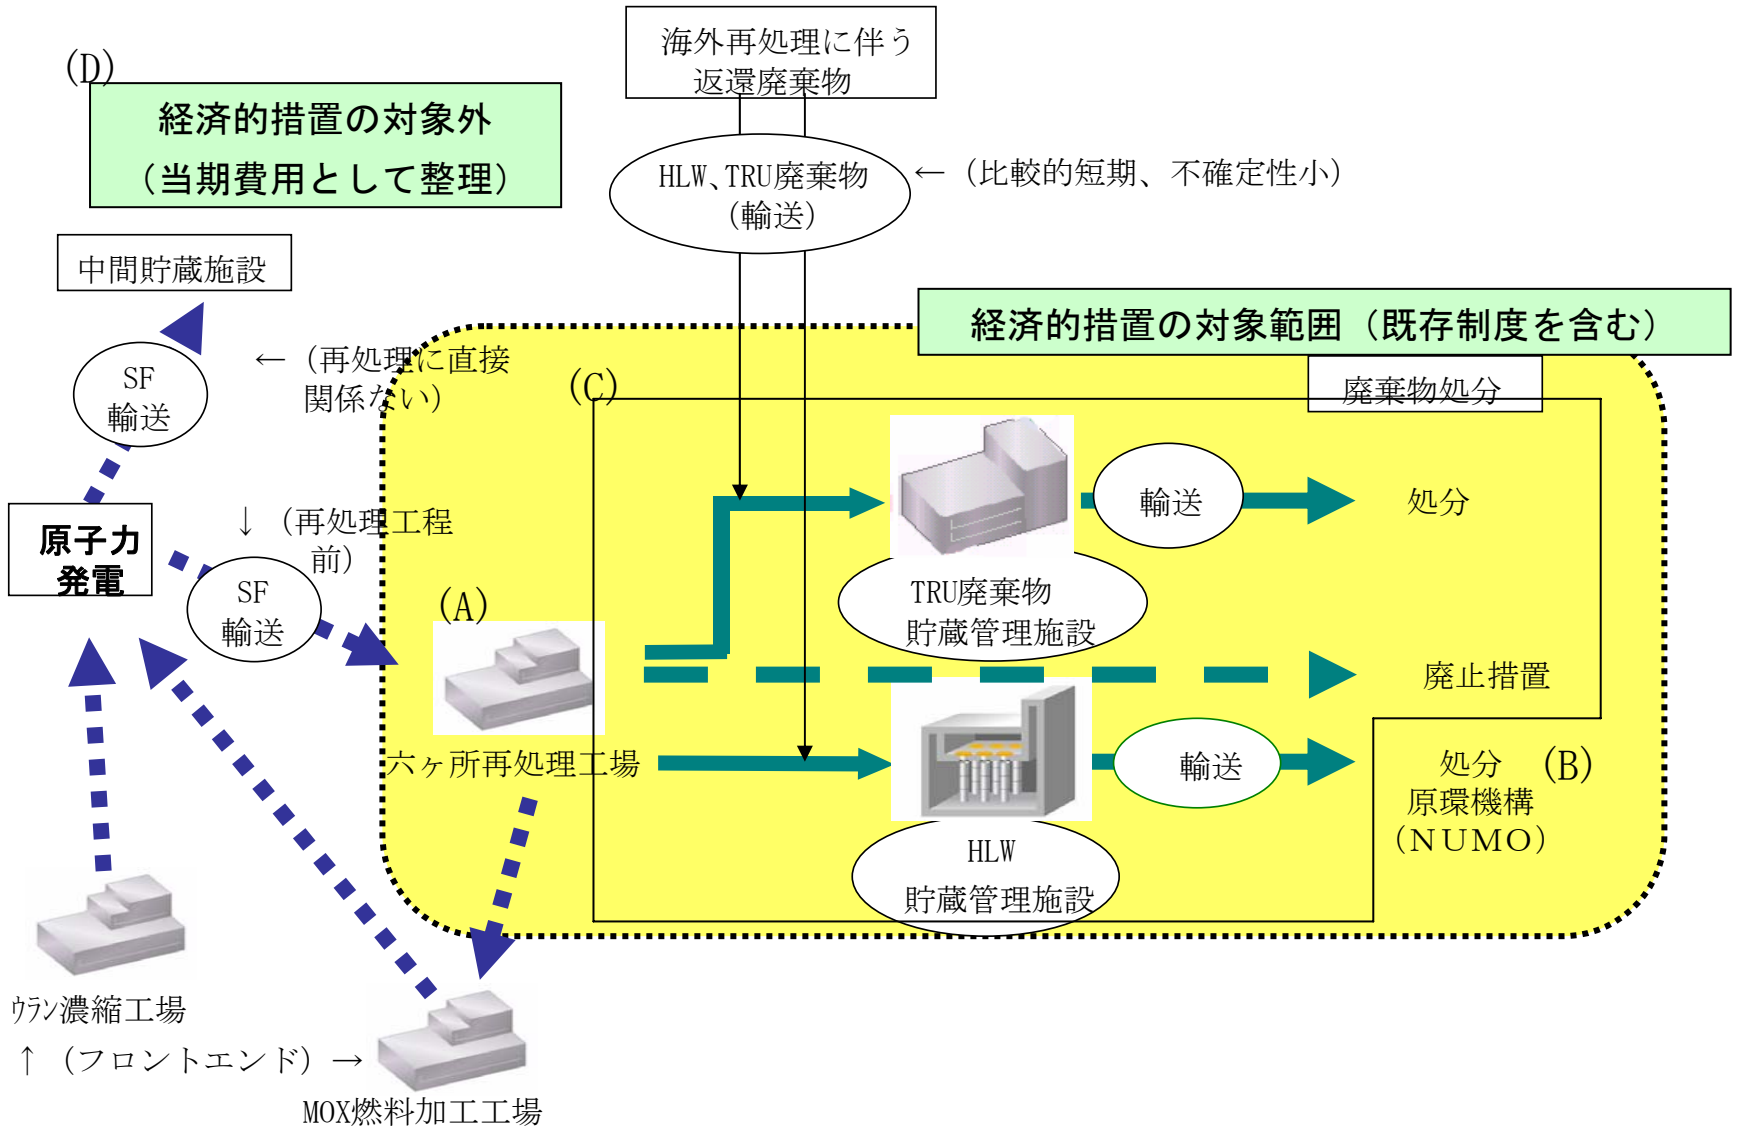 海外再処理に伴う
返還廃棄物
(D)
経済的措置の対象外
（当期費用として整理）
HLW、TRU廃棄物
（輸送）
←（比較的短期、不確定性小）
中間貯蔵施設
経済的措置の対象範囲（既存制度を含む）
SF
輸送
←（再処理に直接
関係ない）
(C)
廃棄物処分
輸送
処分
原子力
発電
↓（再処理工程
前）
SF
輸送
(A)
TRU廃棄物
貯蔵管理施設
廃止措置
六ヶ所再処理工場
輸送
処分
原環機構
（ＮＵＭＯ）
(B)
HLW
貯蔵管理施設
ｳﾗﾝ濃縮工場
↑（フロントエンド）→
MOX燃料加工工場